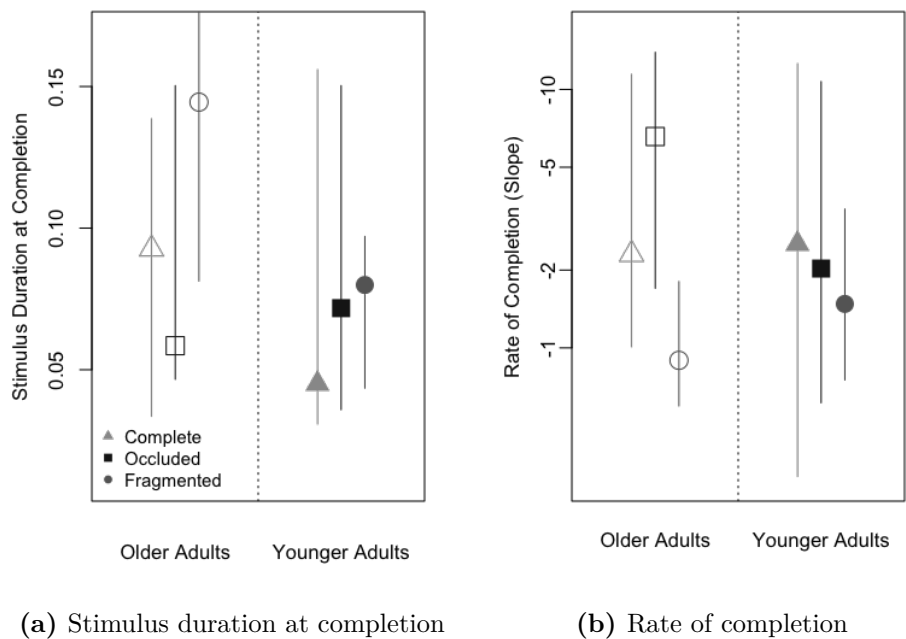 Stimulus Duration at Completion
0.15
0.10
0.05
Complete
Occluded
Fragmented
Older Adults
Younger Adults
(a) Stimulus duration at completion
Rate of Completion (Slope)
-10
-5
-2
-1
Older Adults
Younger Adults
(b) Rate of completion